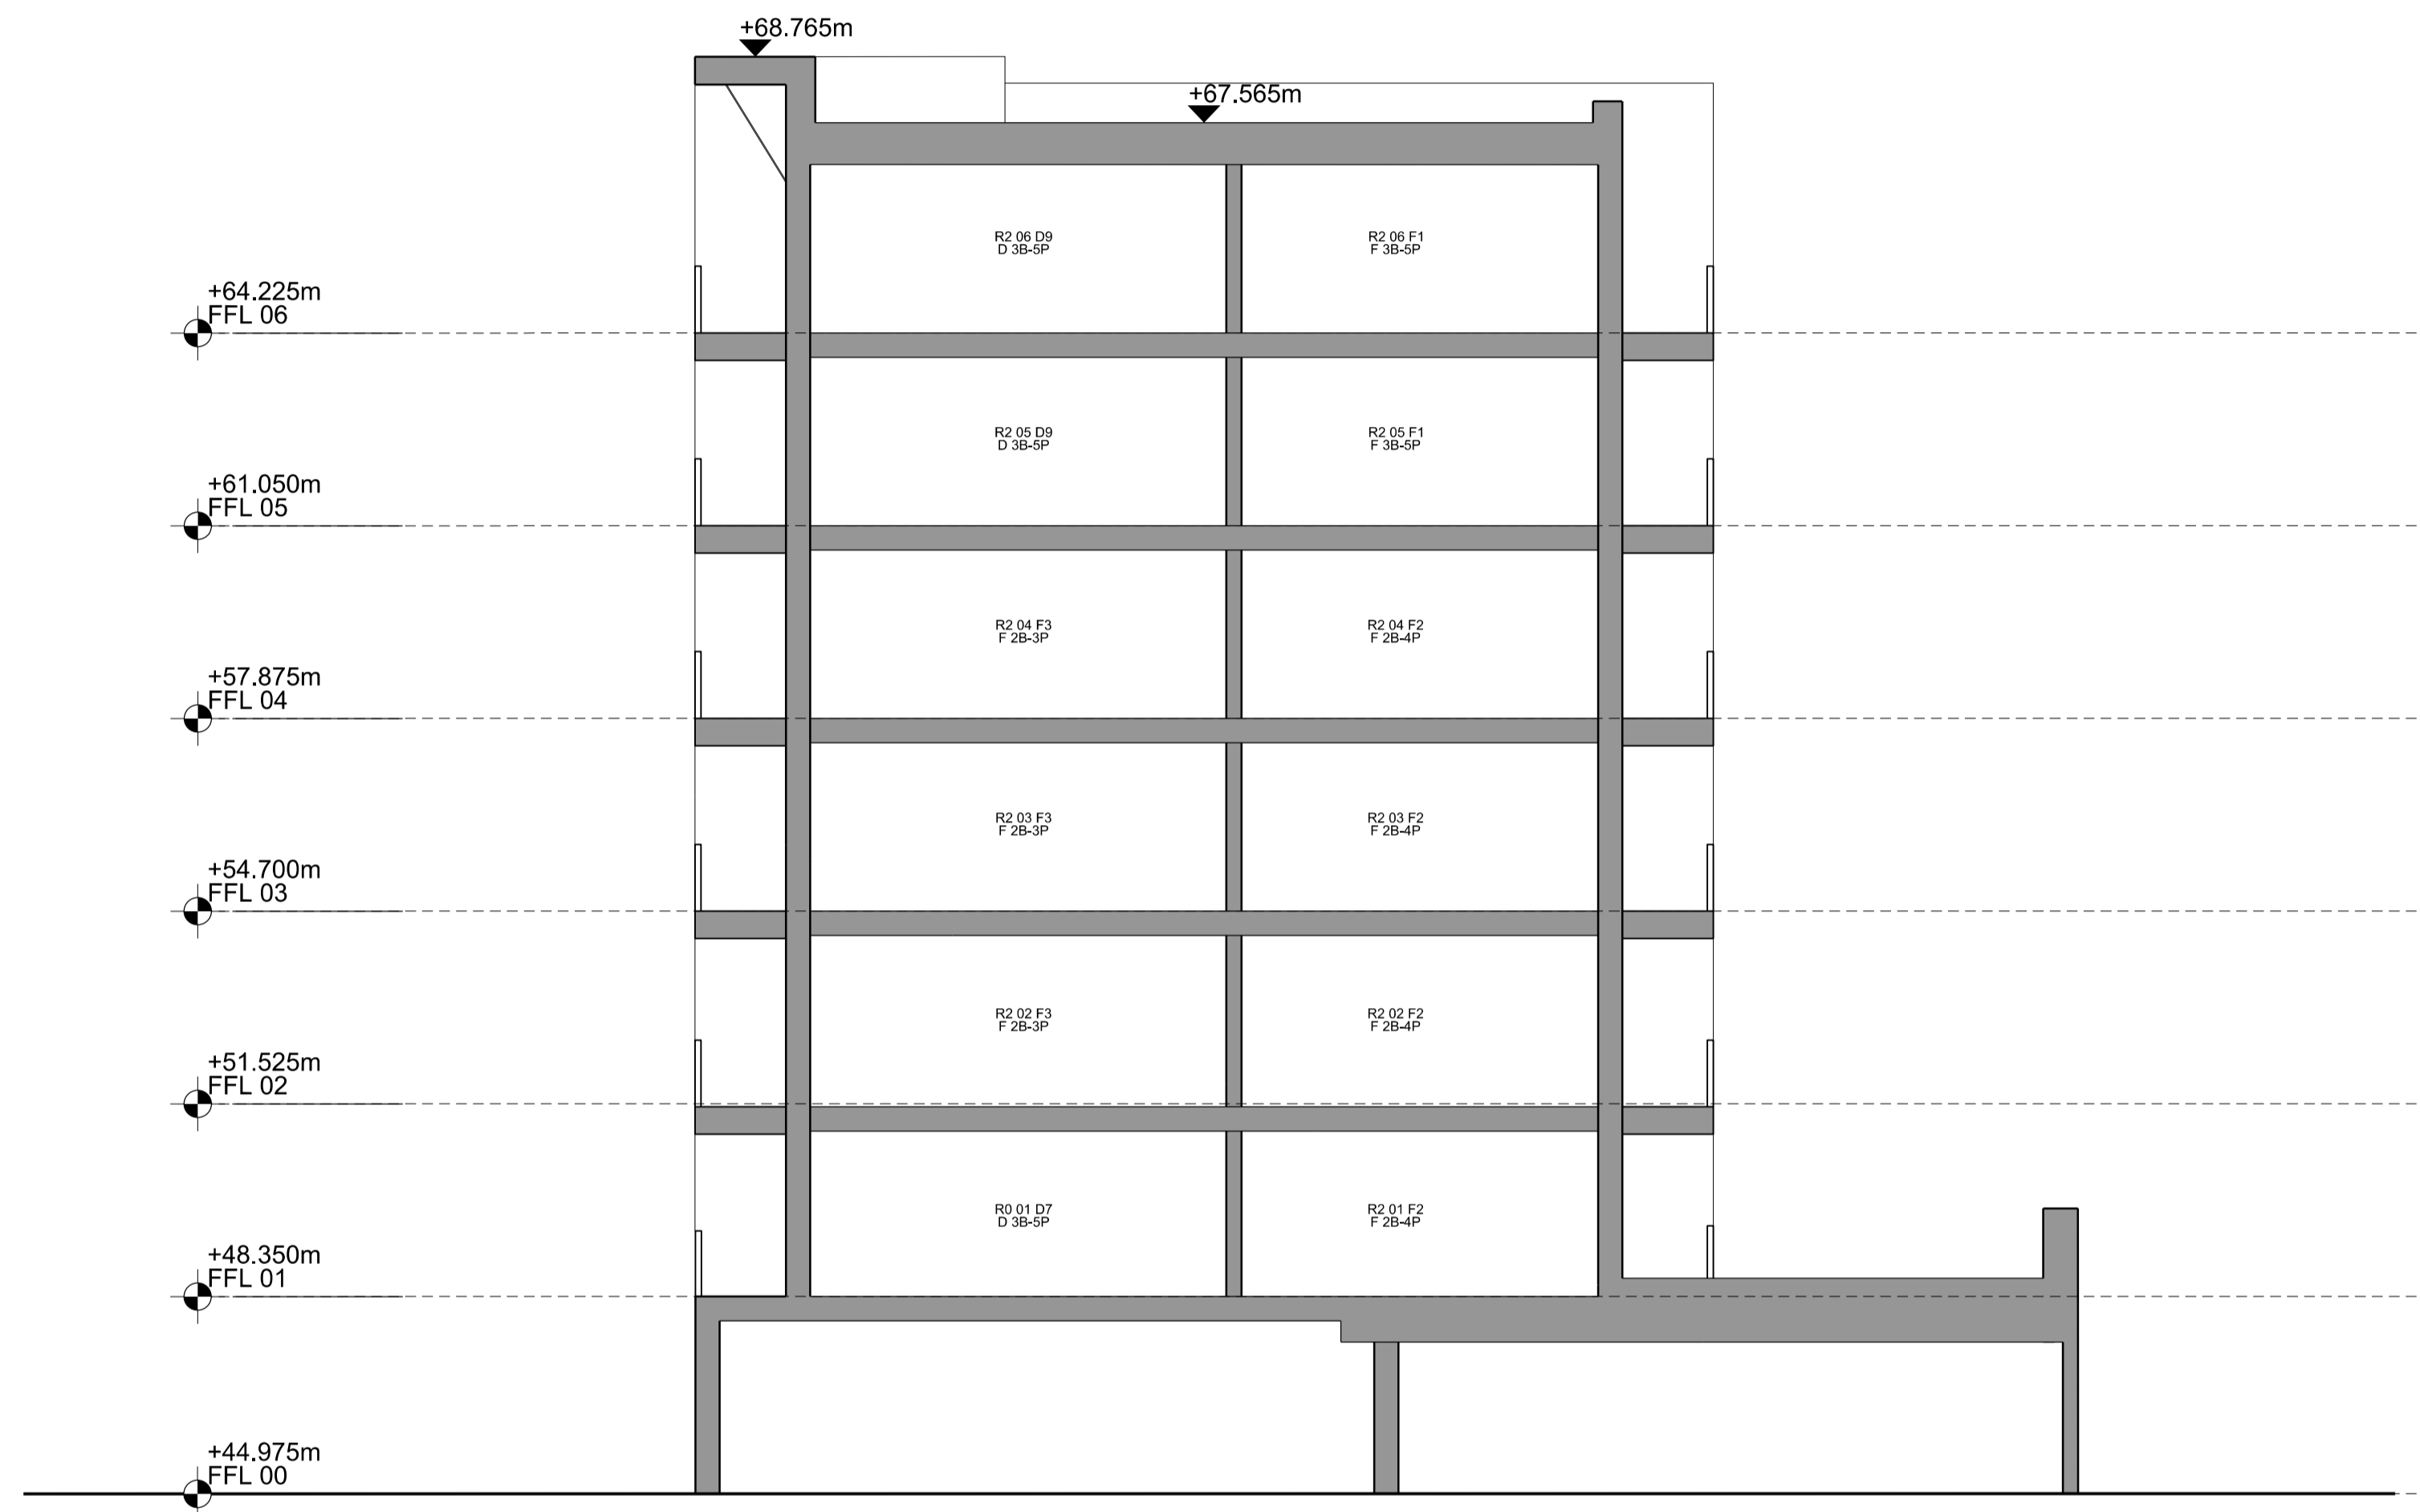 +68.765m
+67.565m
R2 06 D9
D 3B-5P
R2 06 F1
F 3B-5P
+64.225m
FFL 06
R2 05 D9
D 3B-5P
R2 05 F1
F 3B-5P
+61.050m
FFL 05
R2 04 F3
F 2B-3P
R2 04 F2
F 2B-4P
+57.875m
FFL 04
R2 03 F3
F 2B-3P
R2 03 F2
F 2B-4P
+54.700m
FFL 03
R2 02 F3
F 2B-3P
R2 02 F2
F 2B-4P
+51.525m
FFL 02
R0 01 D7
D 3B-5P
R2 01 F2
F 2B-4P
+48.350m
FFL 01
+44.975m
FFL 00